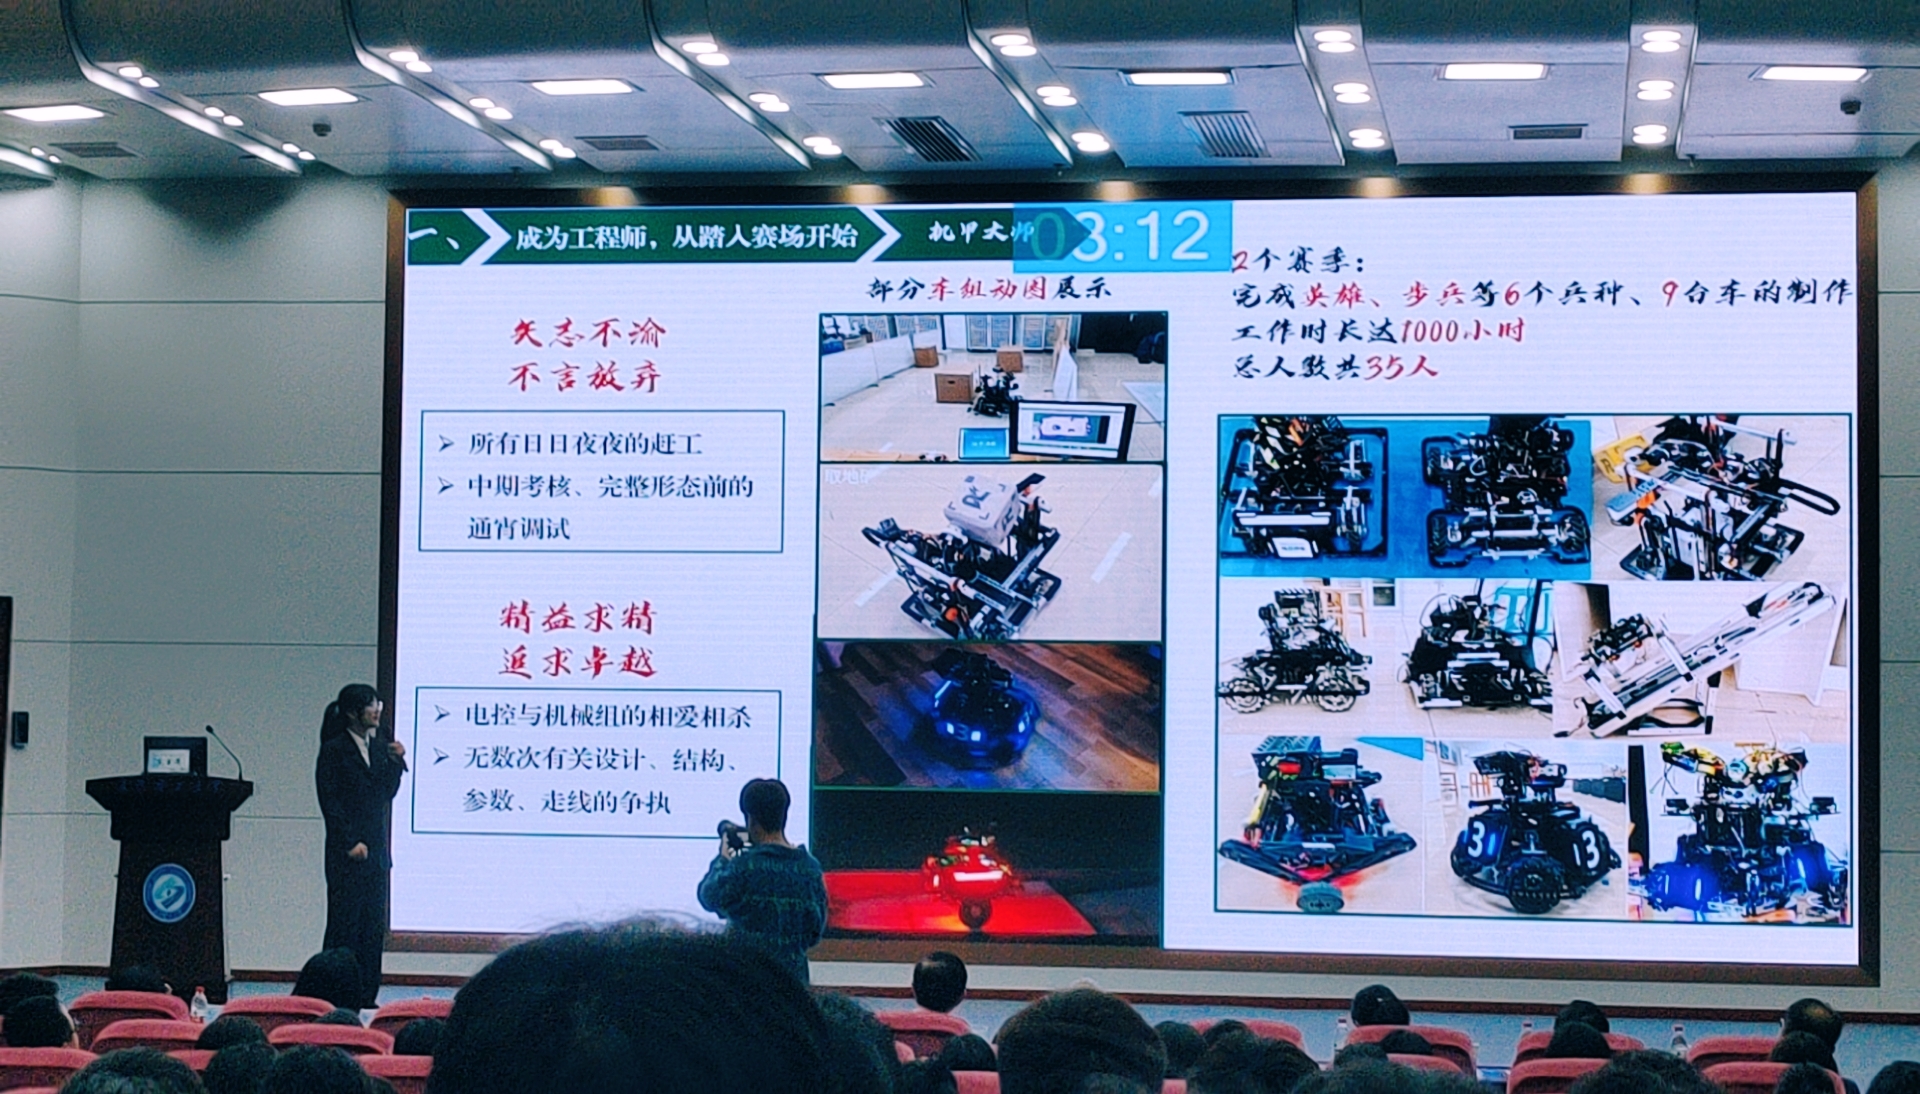 一、
成为工程师，从踏入赛场开始
机甲大师
03:12
矢志不渝
不言放弃
➢ 所有日日夜夜的赶工
➢ 中期考核、完整形态前的
通宵调试
精益求精
追求卓越
➢ 电控与机械组的相爱相杀
➢ 无数次有关设计、结构、
参数、走线的争执
部分车组动图展示
取地
R
3
2个赛季：
完成英雄、步兵等6个兵种、9台车的制作
工作时长达1000小时
总人数共35人
3
3